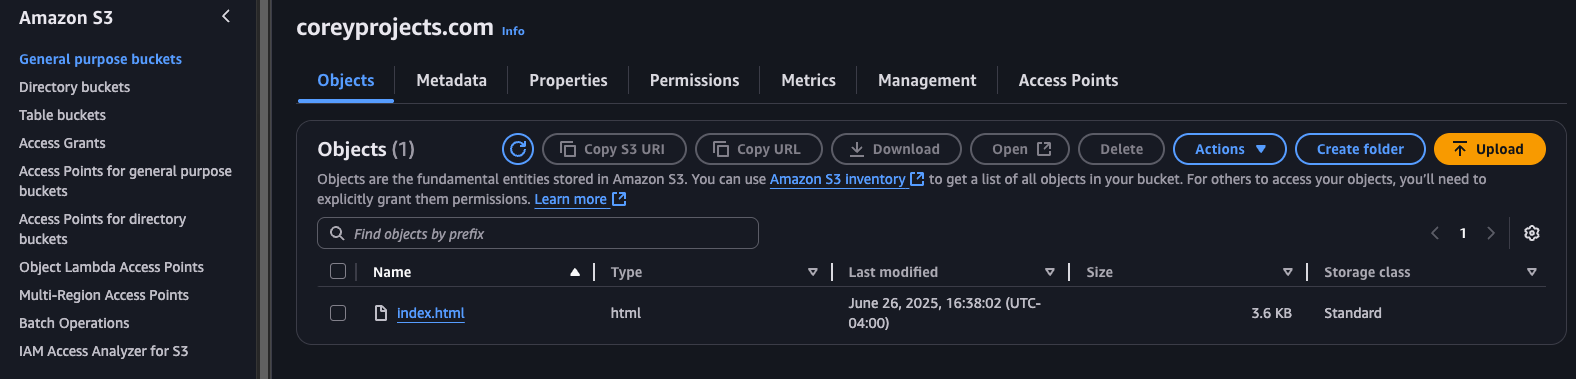 Amazon S3
General purpose buckets
Directory buckets
Table buckets
Access Grants
Access Points for general purpose
buckets
Access Points for directory
buckets
Object Lambda Access Points
Multi-Region Access Points
Batch Operations
IAM Access Analyzer for S3
coreyprojects.com Info
Objects Metadata Properties Permissions Metrics Management Access Points
Objects (1) Copy S3 URI Copy URL Download Open Delete Actions Create folder Upload
Objects are the fundamental entities stored in Amazon S3. You can use Amazon S3 inventory to get a list of all objects in your bucket. For others to access your objects, you’ll need to
explicitly grant them permissions. Learn more
Find objects by prefix 1
Name Type Last modified Size Storage class
index.html html June 26, 2025, 16:38:02 (UTC- 3.6 KB Standard
04:00)